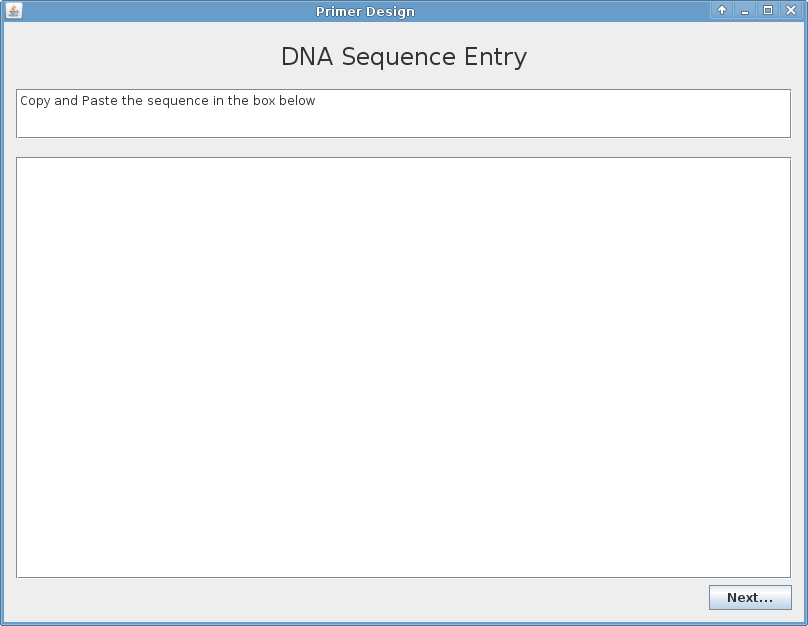 Primer Design
DNA Sequence Entry
Copy and Paste the sequence in the box below
Next...